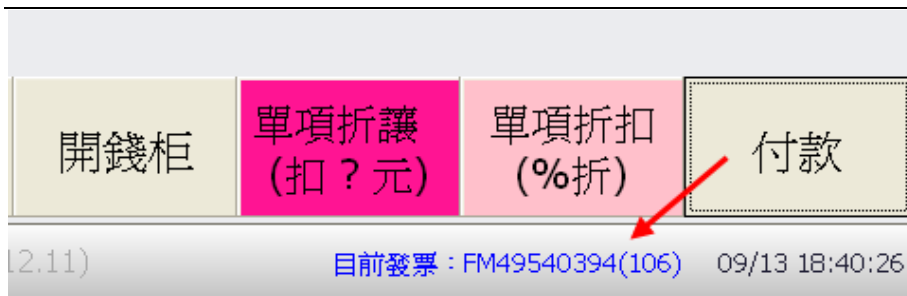 開錢柜
單項折讓
(扣？元)
單項折扣
(%折)
付款
12.11)
目前發票：FM49540394(106)
09/13 18:40:26